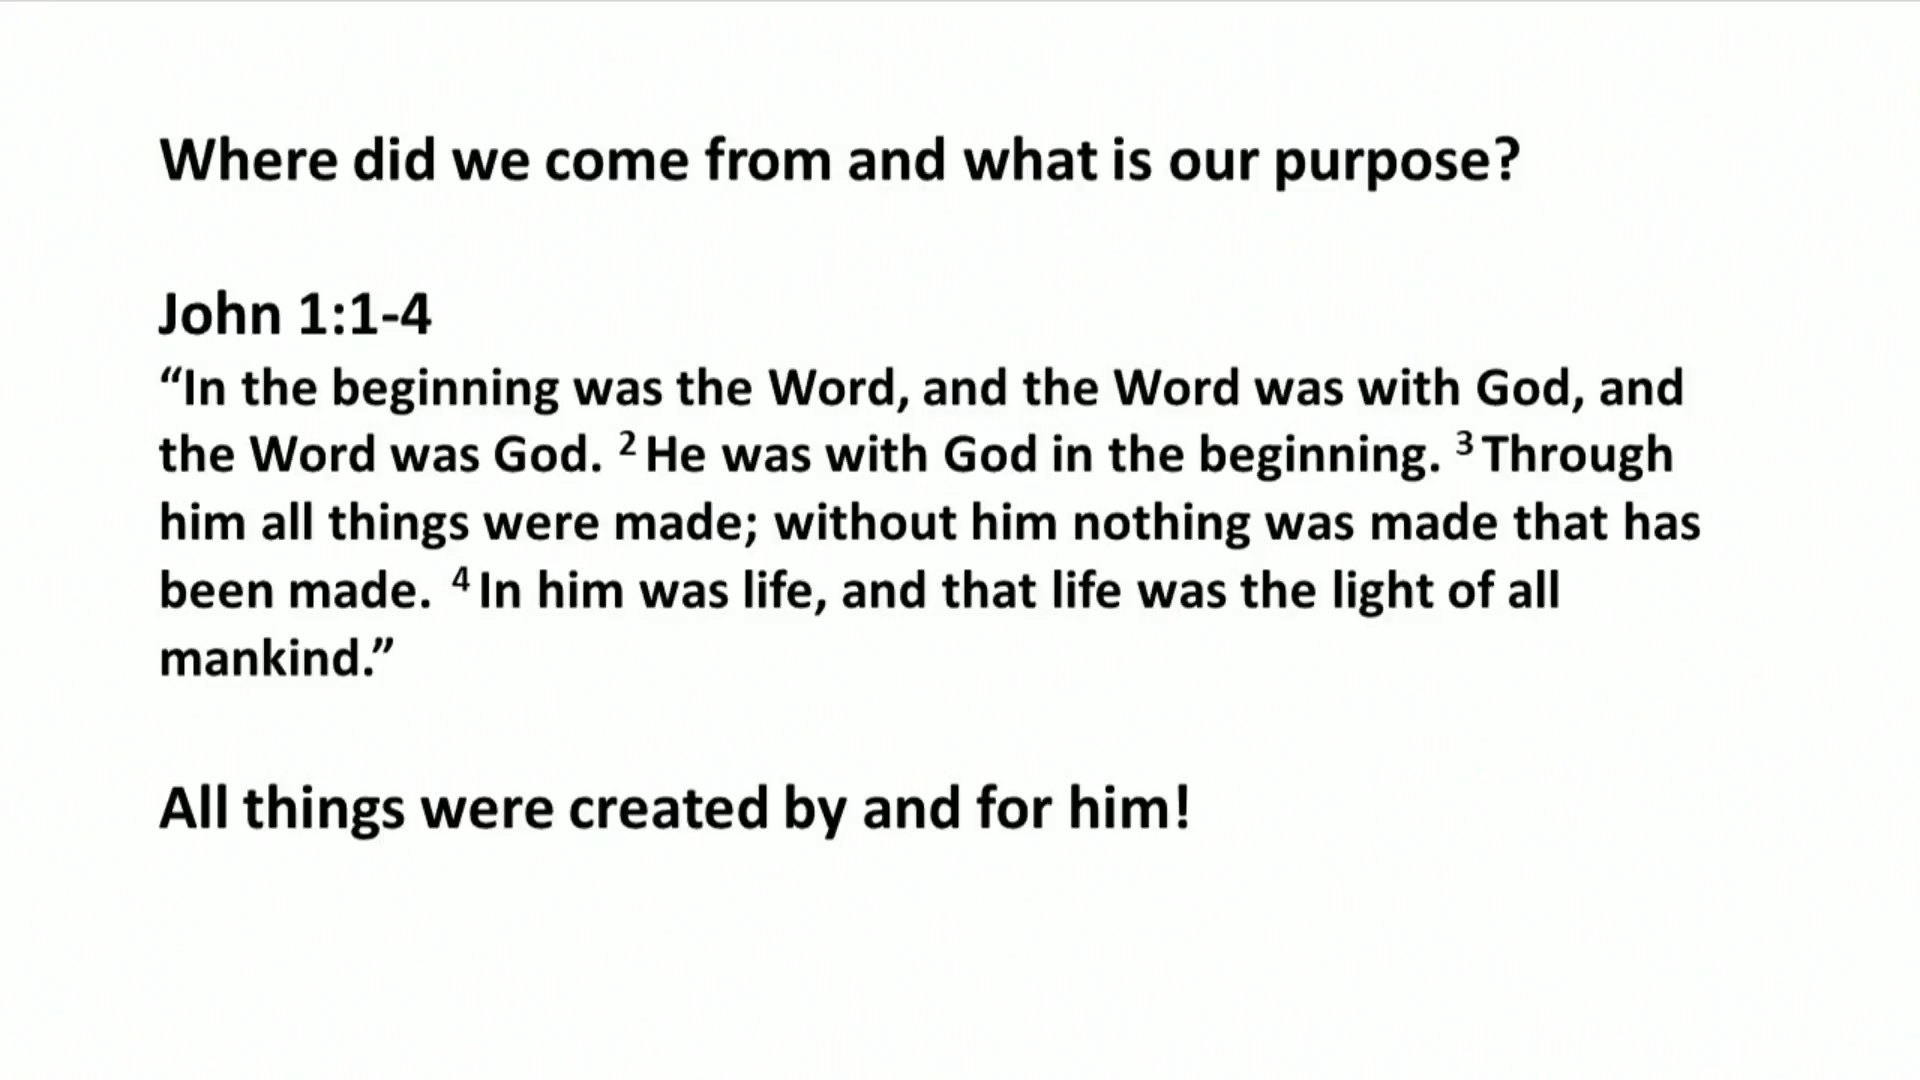 Where did we come from and what is our purpose?
John 1:1-4
“In the beginning was the Word, and the Word was with God, and
the Word was God. ² He was with God in the beginning. ³ Through
him all things were made; without him nothing was made that has
been made. ⁴ In him was life, and that life was the light of all
mankind.”
All things were created by and for him!